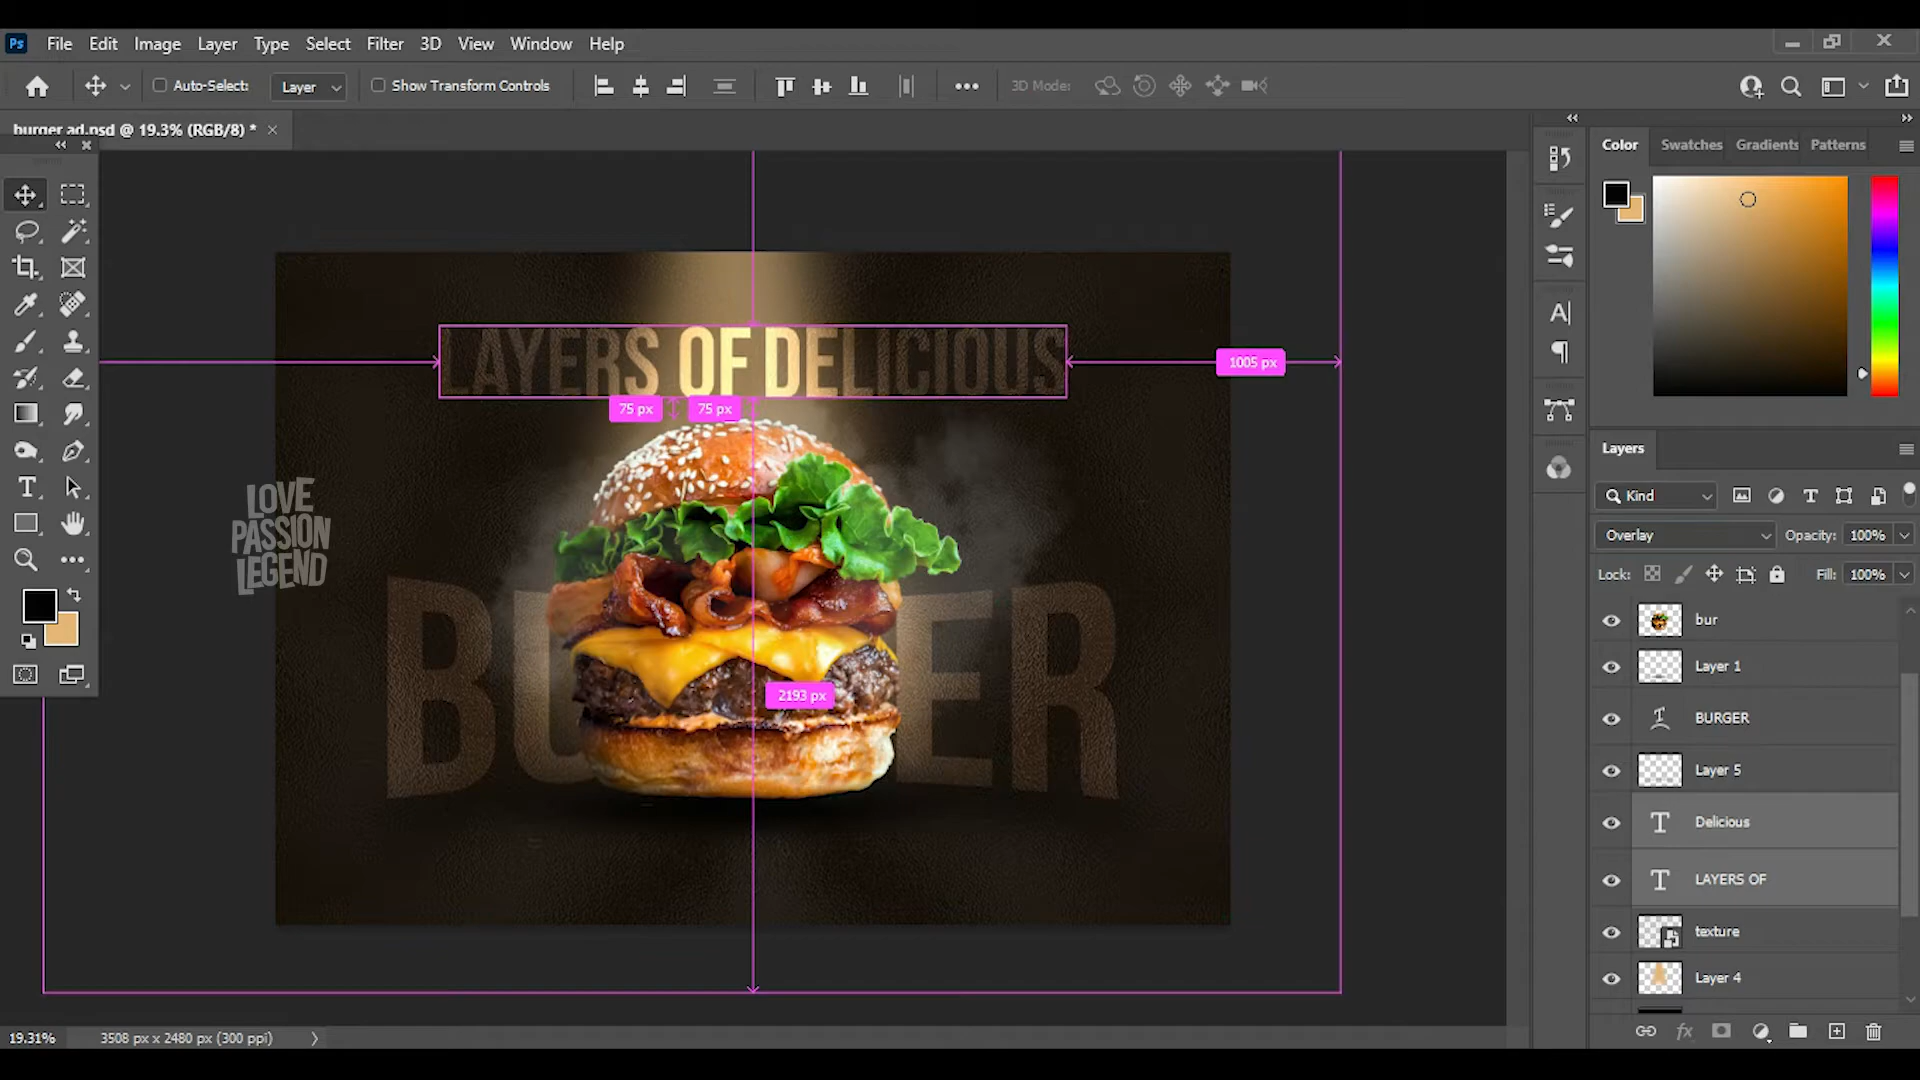 Ps File Edit Image Layer Type Select Filter 3D View Window Help
Auto-Select: Layer Show Transform Controls 3D Mode:
burner ad.psd @ 19.3% (RGB/8) *
Color Swatches Gradients Patterns
LAYERS OF DELICIOUS
1005 px
75 px 75 px
LOVE
PASSION
LEGEND
BU ER
2193 px
Layers
Kind
Overlay Opacity: 100%
Lock: Fill: 100%
bur
Layer 1
BURGER
Layer 5
Delicious
LAYERS OF
texture
Layer 4
19.31% 3508 px x 2480 px (300 ppi)